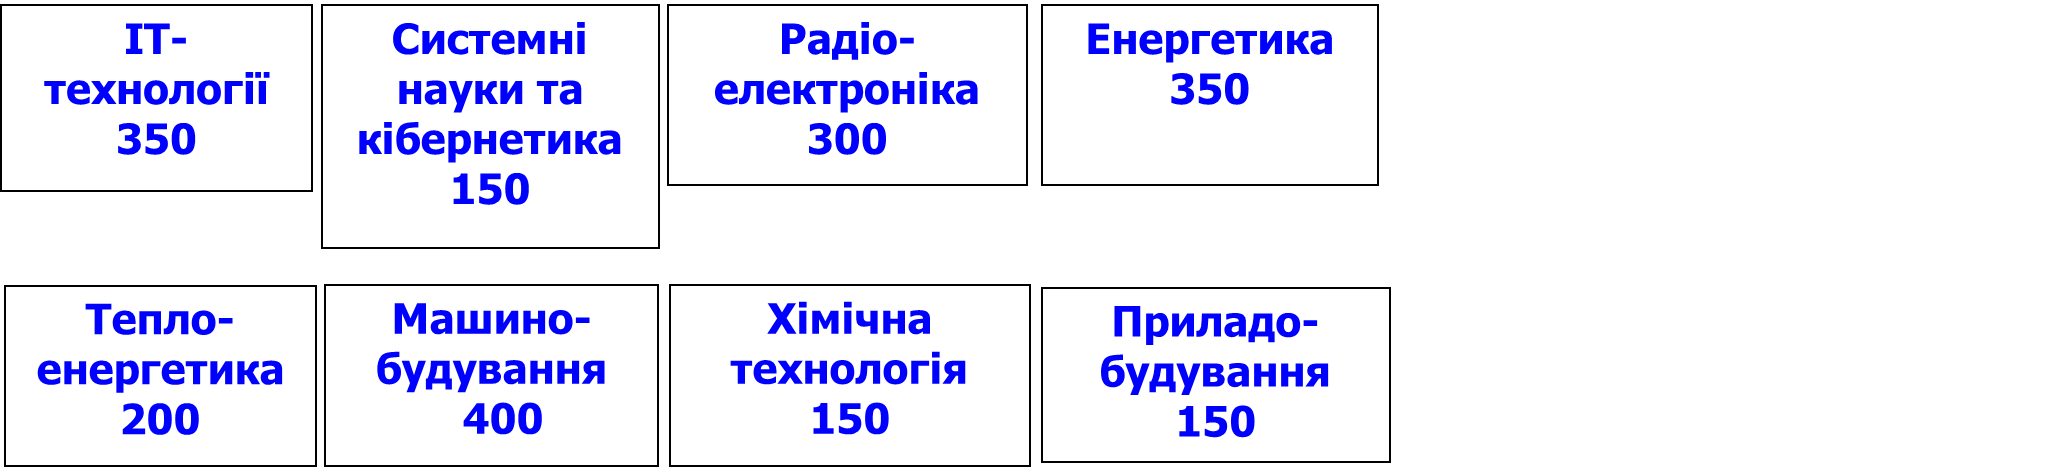 ІТ-
технології
350
Системні
науки та
кібернетика
150
Радіо-
електроніка
300
Енергетика
350
Тепло-
енергетика
200
Машино-
будування
400
Хімічна
технологія
150
Приладо-
будування
150